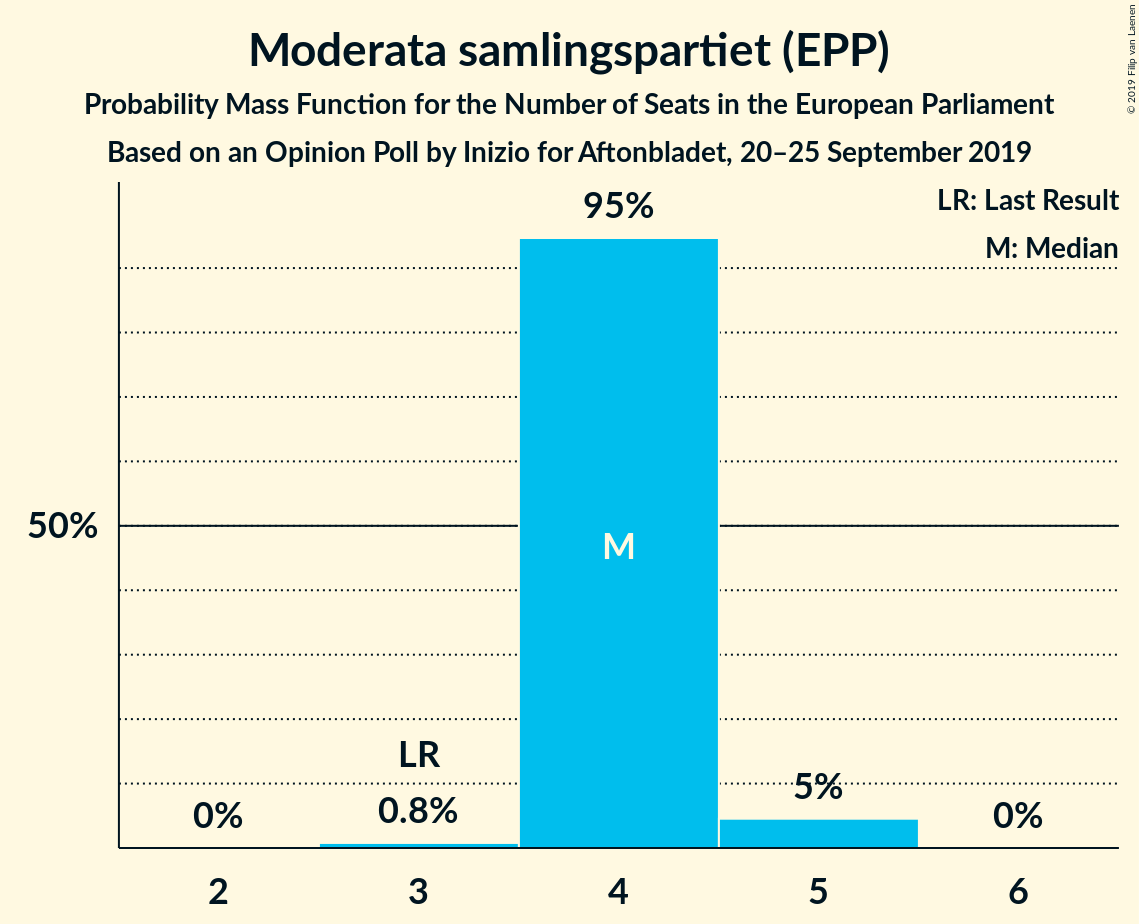 Moderata samlingspartiet (EPP)
Probability Mass Function for the Number of Seats in the European Parliament
Based on an Opinion Poll by Inizio for Aftonbladet, 20–25 September 2019
© 2019 Filip van Laenen
LR: Last Result
M: Median
95%
50%
M
LR
0%
0.8%
5%
0%
2
3
4
5
6